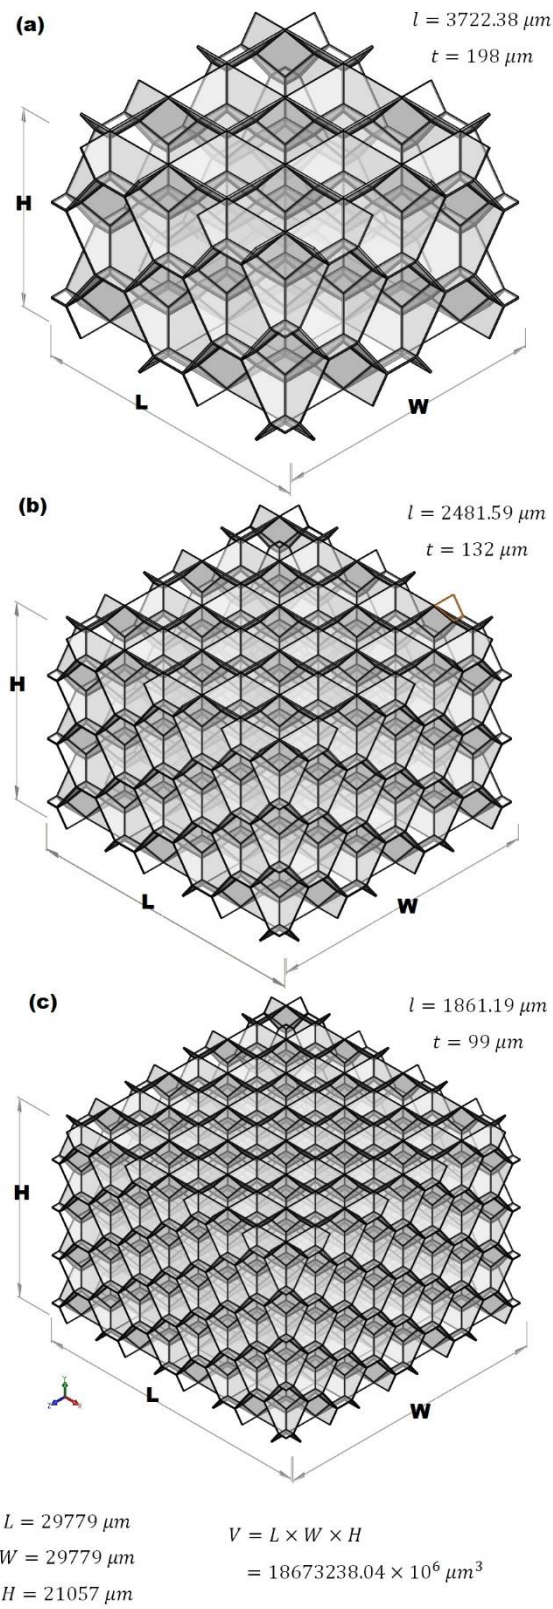 (a)
l = 3722.38 μm
t = 198 μm
H
L
W
(b)
l = 2481.59 μm
t = 132 μm
H
L
W
(c)
l = 1861.19 μm
t = 99 μm
H
Y
Z
X
L
W
L = 29779 μm
W = 29779 μm
H = 21057 μm
V = L × W × H
= 18673238.04 × 10⁶ μm³